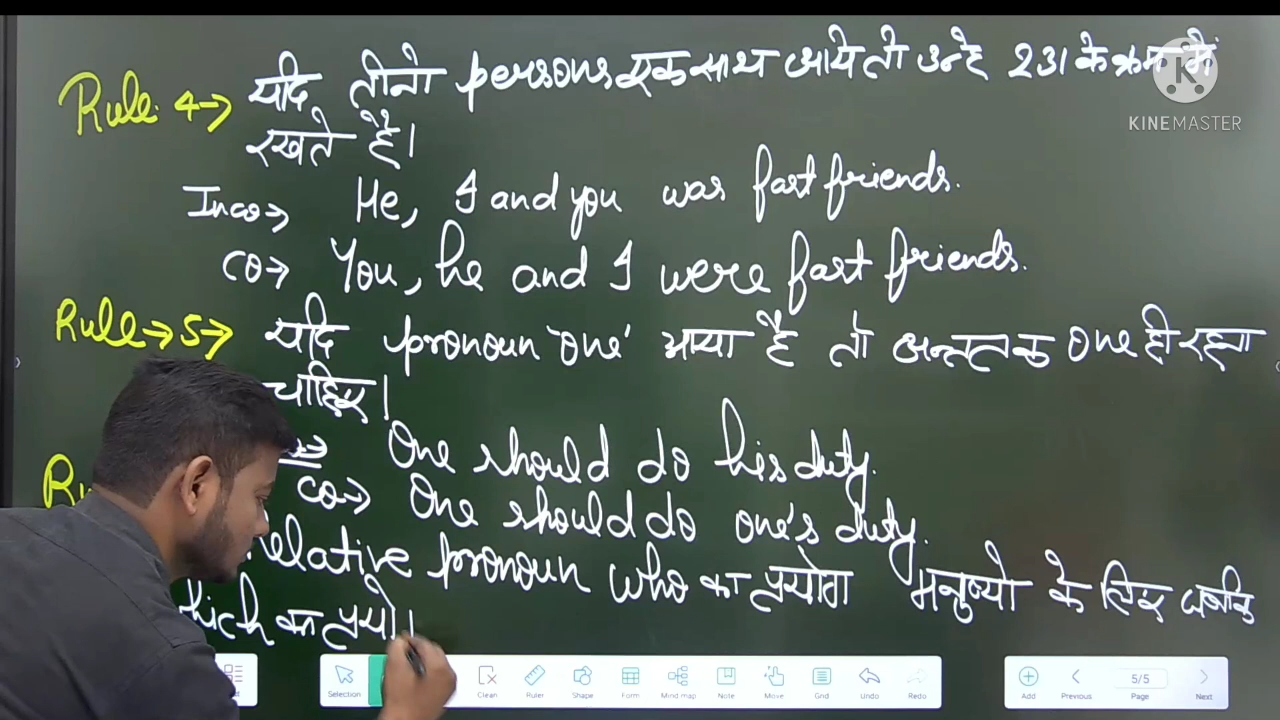 Rule. 4→ यदि तीनो persons एक साथ आये तो उन्हे 231 के क्रम में
रखते है।
Inco→ He, I and you was fast friends.
CO→ You, he and I were fast friends.
Rule→5→ यदि pronoun 'one' आया है तो अन्ततक One ही रहना
चाहिए।
One should do his duty.
CO→ One should do one's duty.
elative pronoun who का प्रयोग मनुष्यो के लिए जबकि
hich का प्रयो
K
KINEMASTER
Selection
Clean
Ruler
Shape
Form
Mind map
Note
Move
Grid
Undo
Redo
Add
Previous
5/5
Page
Next